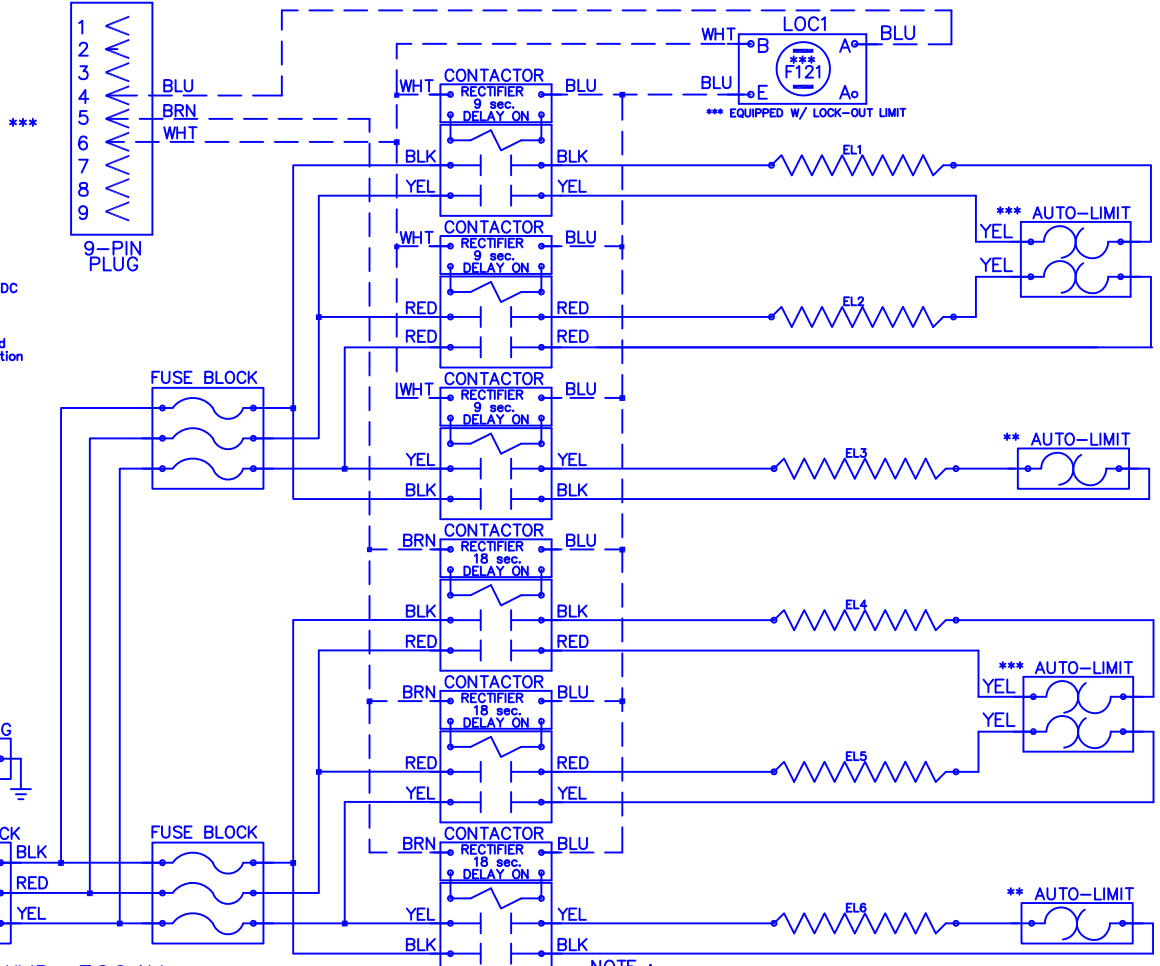 1
2
3
4
5
6
7
8
9
9-PIN
PLUG
***
BLU
BRN
WHT
LOC1
WHT
B
A
BLU
***
F121
BLU
E
A
*** EQUIPPED W/ LOCK-OUT LIMIT
CONTACTOR
WHT
RECTIFIER
9 sec.
DELAY ON
BLU
BLK
BLK
EL1
YEL
YEL
*** AUTO-LIMIT
YEL
YEL
CONTACTOR
WHT
RECTIFIER
9 sec.
DELAY ON
BLU
DC
RED
RED
EL2
RED
RED
tion
FUSE BLOCK
CONTACTOR
WHT
RECTIFIER
9 sec.
DELAY ON
BLU
YEL
YEL
EL3
** AUTO-LIMIT
BLK
BLK
CONTACTOR
BRN
RECTIFIER
18 sec.
DELAY ON
BLU
BLK
BLK
EL4
RED
RED
*** AUTO-LIMIT
YEL
YEL
CONTACTOR
BRN
RECTIFIER
18 sec.
DELAY ON
BLU
G
RED
RED
EL5
YEL
YEL
CK
FUSE BLOCK
CONTACTOR
BRN
RECTIFIER
18 sec.
DELAY ON
BLU
BLK
RED
YEL
YEL
YEL
EL6
** AUTO-LIMIT
BLK
BLK
NOTE :